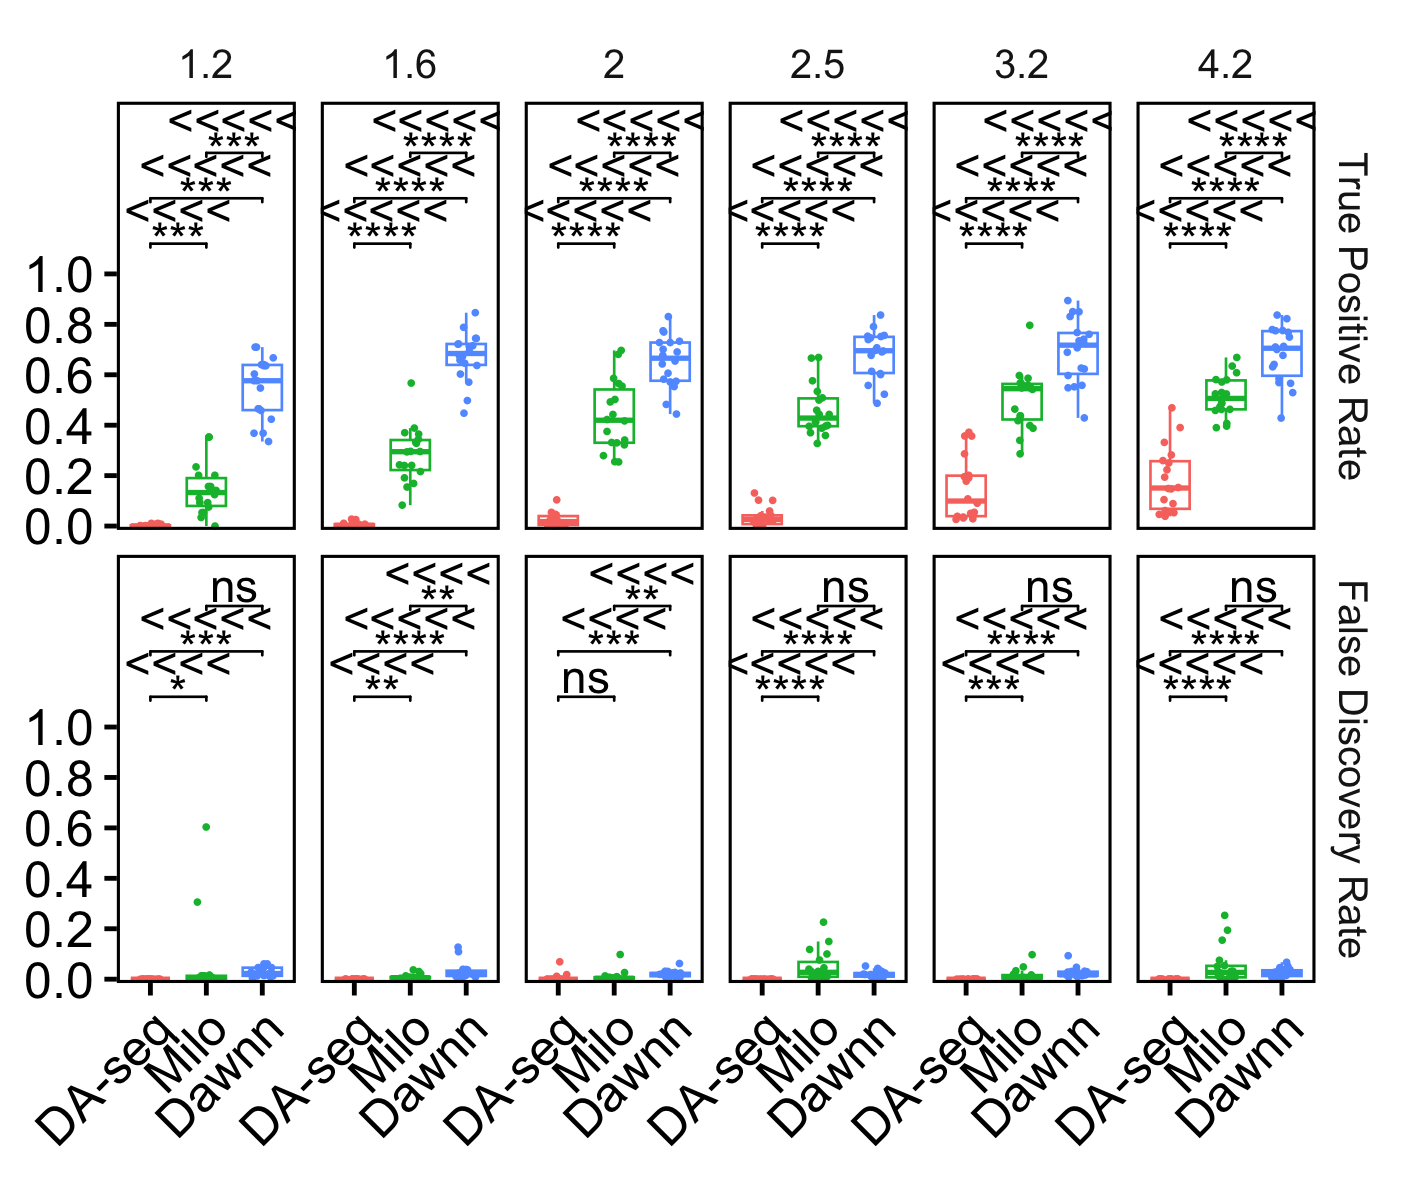 1.2 1.6 2 2.5 3.2 4.2
<<<<< <<<<< <<<<< <<<<< <<<<< <<<<<
*** **** **** **** **** ****
<<<<< <<<<< <<<<< <<<<< <<<<< <<<<<
*** **** **** **** **** ****
<<<< <<<<< <<<<< <<<<< <<<<< <<<<<
*** **** **** **** **** ****
1.0
0.8
0.6
0.4
0.2
0.0
True Positive Rate
ns <<<< <<<< ns ns ns
** **
<<<<< <<<<< <<<< <<<<< <<<<< <<<<<
*** **** *** **** **** ****
<<<< <<<< ns <<<<< <<<< <<<<<
* ** **** *** ****
1.0
0.8
0.6
0.4
0.2
0.0
False Discovery Rate
DA-seq Milo Dawnn DA-seq Milo Dawnn DA-seq Milo Dawnn DA-seq Milo Dawnn DA-seq Milo Dawnn DA-seq Milo Dawnn